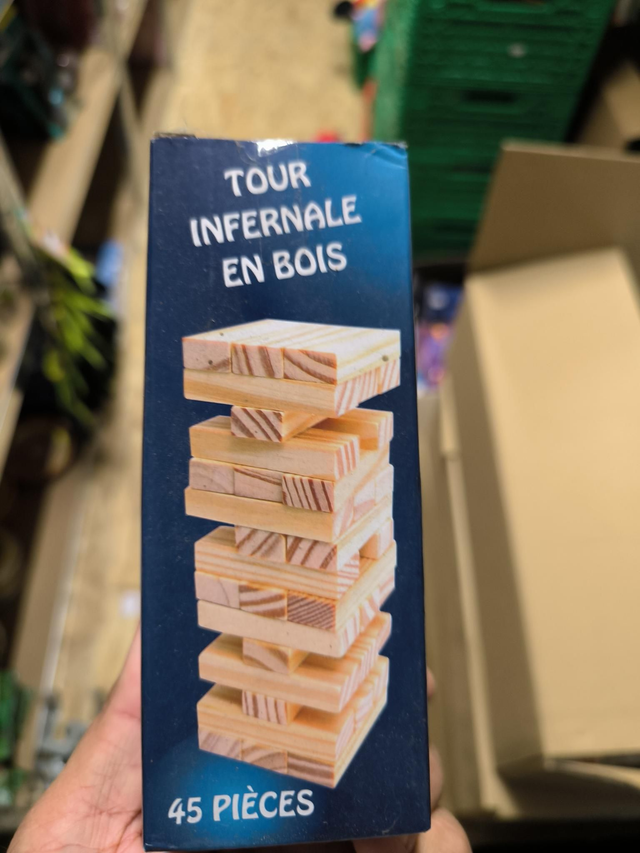 TOUR
INFERNALE
EN BOIS
45 PIÈCES